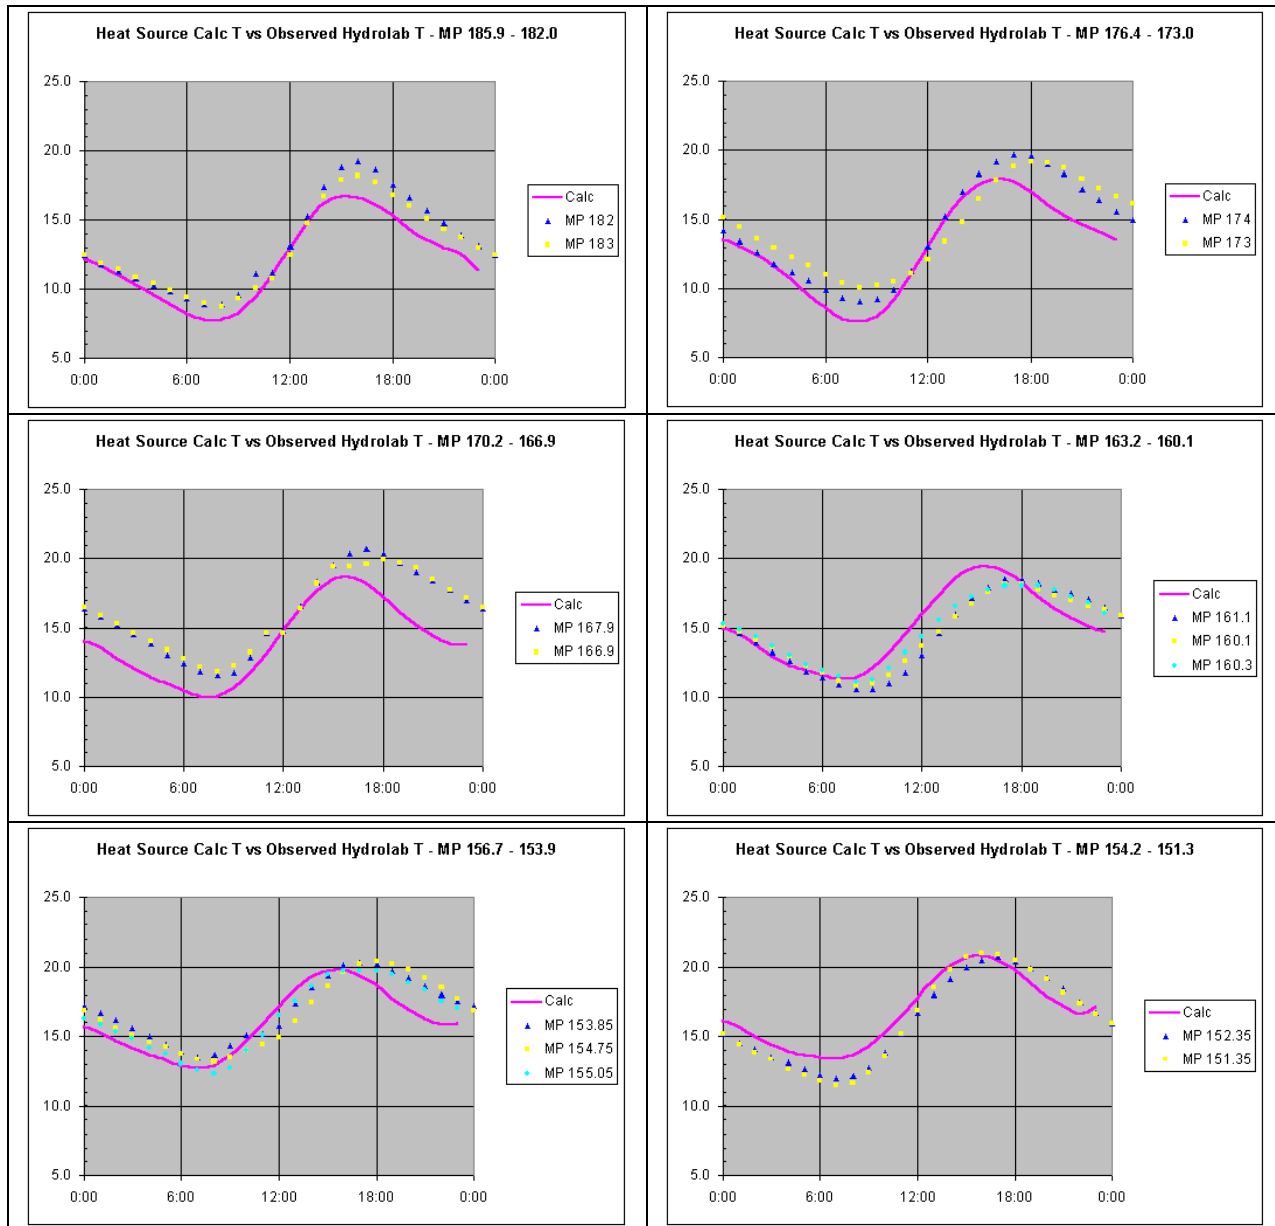 Heat Source Calc T vs Observed Hydrolab T - MP 185.9 - 182.0
25.0
20.0
15.0
10.0
5.0
0:00 6:00 12:00 18:00 0:00
Calc
MP 182
MP 183
Heat Source Calc T vs Observed Hydrolab T - MP 176.4 - 173.0
25.0
20.0
15.0
10.0
5.0
0:00 6:00 12:00 18:00 0:00
Calc
MP 174
MP 173
Heat Source Calc T vs Observed Hydrolab T - MP 170.2 - 166.9
25.0
20.0
15.0
10.0
5.0
0:00 6:00 12:00 18:00 0:00
Calc
MP 167.9
MP 166.9
Heat Source Calc T vs Observed Hydrolab T - MP 163.2 - 160.1
25.0
20.0
15.0
10.0
5.0
0:00 6:00 12:00 18:00 0:00
Calc
MP 161.1
MP 160.1
MP 160.3
Heat Source Calc T vs Observed Hydrolab T - MP 156.7 - 153.9
25.0
20.0
15.0
10.0
5.0
0:00 6:00 12:00 18:00 0:00
Calc
MP 153.85
MP 154.75
MP 155.05
Heat Source Calc T vs Observed Hydrolab T - MP 154.2 - 151.3
25.0
20.0
15.0
10.0
5.0
0:00 6:00 12:00 18:00 0:00
Calc
MP 152.35
MP 151.35